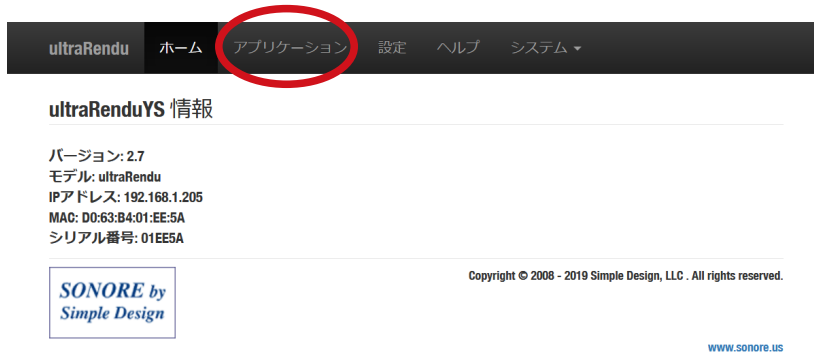 ultraRendu ホーム アプリケーション 設定 ヘルプ システム
ultraRenduYS 情報
バージョン: 2.7
モデル: ultraRendu
IPアドレス: 192.168.1.205
MAC: D0:63:B4:01:EE:5A
シリアル番号: 01EE5A
SONORE by
Simple Design
Copyright © 2008 - 2019 Simple Design, LLC . All rights reserved.
www.sonore.us